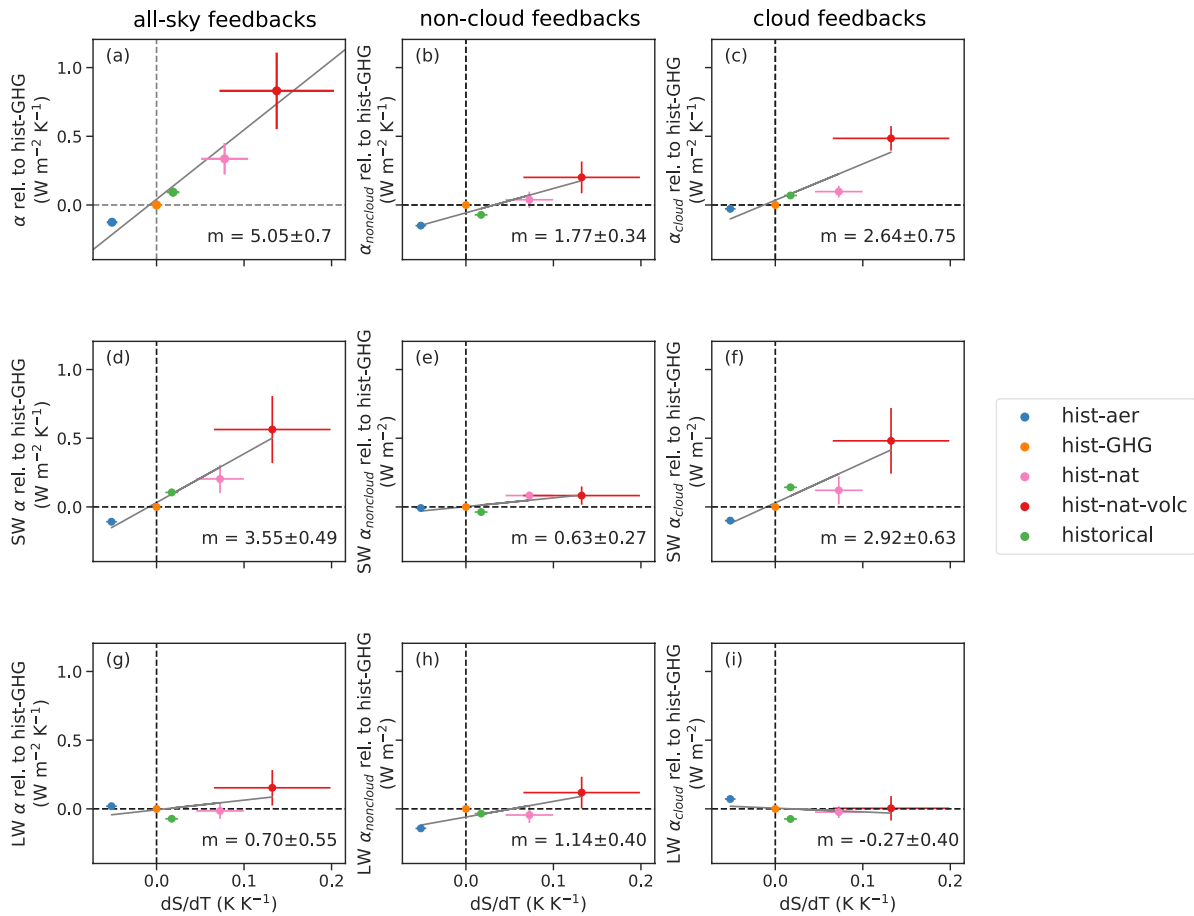 all-sky feedbacks
non-cloud feedbacks
cloud feedbacks
(a)
α rel. to hist-GHG
(W m⁻² K⁻¹)
1.0
0.5
0.0
m = 5.05±0.7
(b)
α_noncloud rel. to hist-GHG
(W m⁻² K⁻¹)
m = 1.77±0.34
(c)
α_cloud rel. to hist-GHG
(W m⁻² K⁻¹)
m = 2.64±0.75
(d)
SW α rel. to hist-GHG
(W m⁻² K⁻¹)
1.0
0.5
0.0
m = 3.55±0.49
(e)
SW α_noncloud rel. to hist-GHG
(W m⁻²)
m = 0.63±0.27
(f)
SW α_cloud rel. to hist-GHG
(W m⁻²)
m = 2.92±0.63
hist-aer
hist-GHG
hist-nat
hist-nat-volc
historical
(g)
LW α rel. to hist-GHG
(W m⁻² K⁻¹)
1.0
0.5
0.0
m = 0.70±0.55
0.0 0.1 0.2
dS/dT (K K⁻¹)
(h)
LW α_noncloud rel. to hist-GHG
(W m⁻²)
m = 1.14±0.40
0.0 0.1 0.2
dS/dT (K K⁻¹)
(i)
LW α_cloud rel. to hist-GHG
(W m⁻²)
m = -0.27±0.40
0.0 0.1 0.2
dS/dT (K K⁻¹)